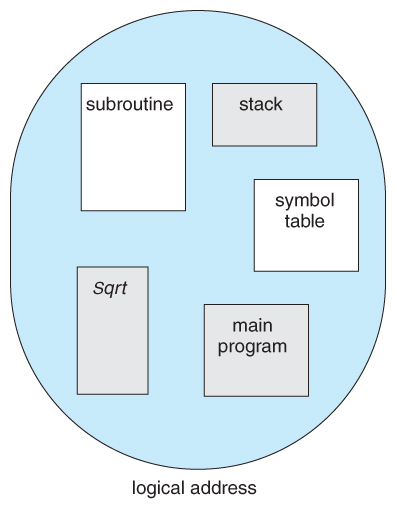 subroutine
stack
symbol
table
Sqrt
main
program
logical address